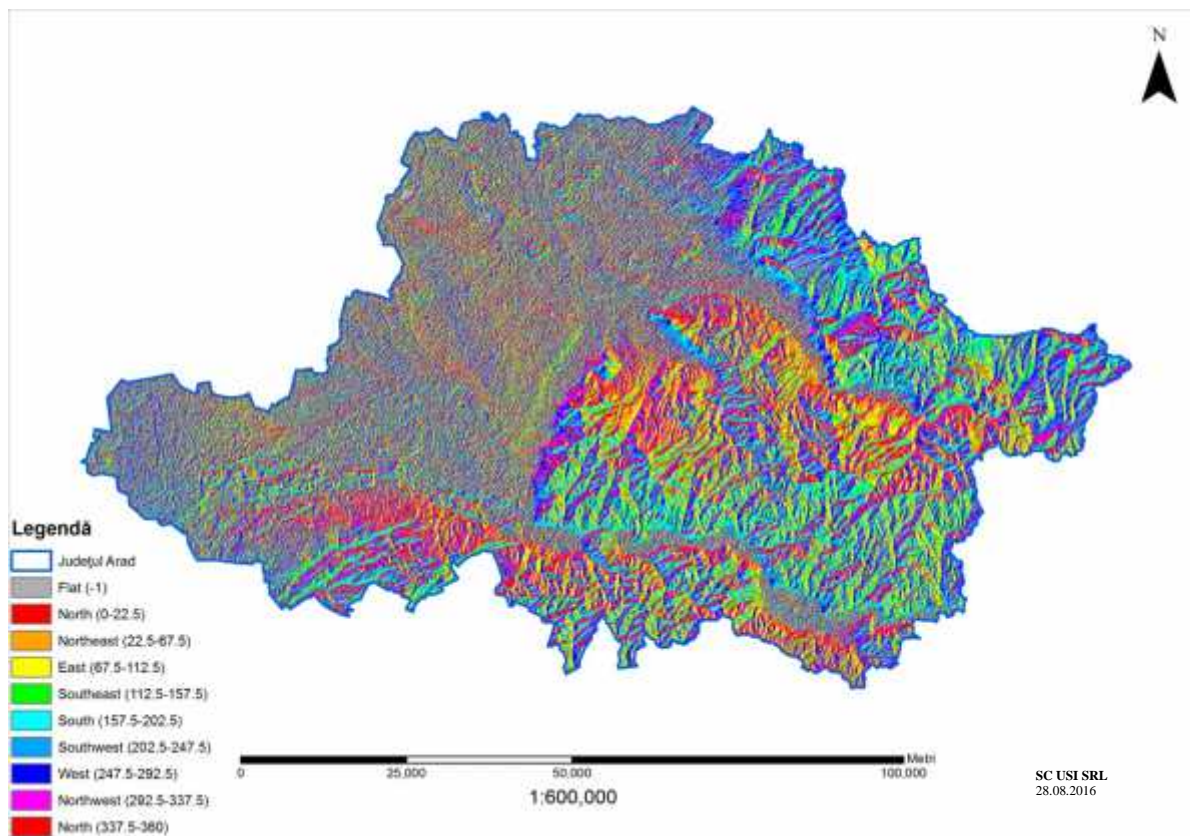 N
Legendă
Județul Arad
Flat (-1)
North (0-22.5)
Northeast (22.5-67.5)
East (67.5-112.5)
Southeast (112.5-157.5)
South (157.5-202.5)
Southwest (202.5-247.5)
West (247.5-292.5)
Northwest (292.5-337.5)
North (337.5-360)
Metri
0 25,000 50,000 100,000
1:600,000
SC USI SRL
28.08.2016